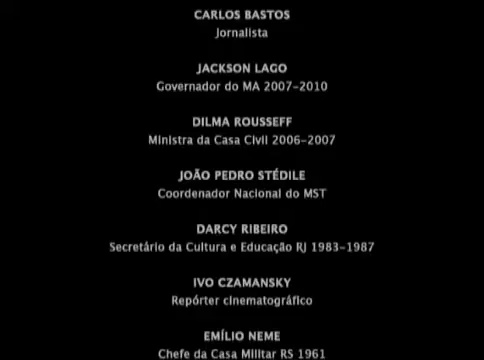 CARLOS BASTOS
Jornalista
JACKSON LAGO
Governador do MA 2007-2010
DILMA ROUSSEFF
Ministra da Casa Civil 2006-2007
JOÃO PEDRO STÉDILE
Coordenador Nacional do MST
DARCY RIBEIRO
Secretário da Cultura e Educação RJ 1983-1987
IVO CZAMANSKY
Repórter cinematográfico
EMÍLIO NEME
Chefe da Casa Militar RS 1961